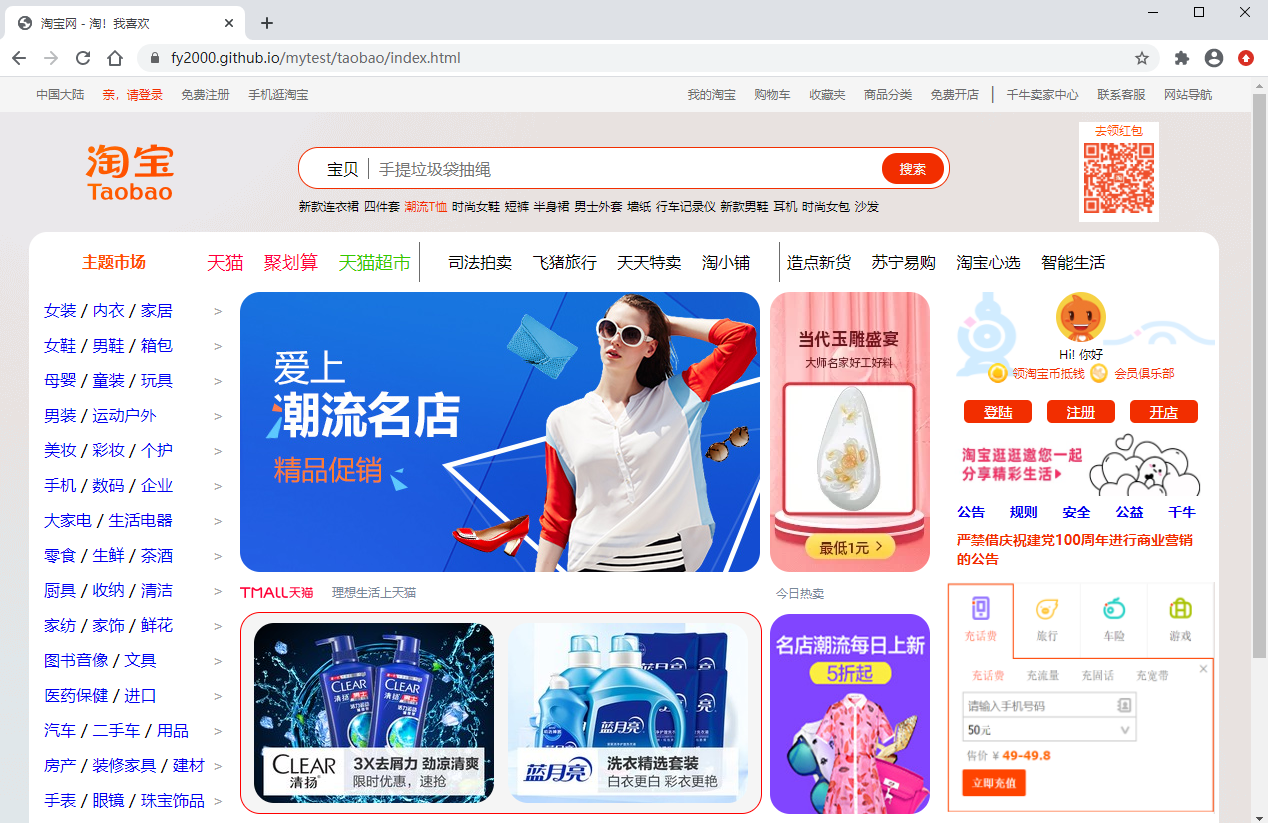 淘宝网 - 淘！我喜欢
fy2000.github.io/mytest/taobao/index.html
中国大陆 亲，请登录 免费注册 手机逛淘宝 我的淘宝 购物车 收藏夹 商品分类 免费开店 千牛卖家中心 联系客服 网站导航
去领红包
淘宝
Taobao
宝贝 手提垃圾袋抽绳 搜索
新款连衣裙 四件套 潮流T恤 时尚女鞋 短裤 半身裙 男士外套 墙纸 行车记录仪 新款男鞋 耳机 时尚女包 沙发
主题市场 天猫 聚划算 天猫超市 司法拍卖 飞猪旅行 天天特卖 淘小铺 造点新货 苏宁易购 淘宝心选 智能生活
女装 / 内衣 / 家居 >
女鞋 / 男鞋 / 箱包 >
母婴 / 童装 / 玩具 >
男装 / 运动户外 >
美妆 / 彩妆 / 个护 >
手机 / 数码 / 企业 >
大家电 / 生活电器 >
零食 / 生鲜 / 茶酒 >
厨具 / 收纳 / 清洁 >
家纺 / 家饰 / 鲜花 >
图书音像 / 文具 >
医药保健 / 进口 >
汽车 / 二手车 / 用品 >
房产 / 装修家具 / 建材 >
手表 / 眼镜 / 珠宝饰品 >
爱上
潮流名店
精品促销
当代玉雕盛宴
大师名家好工好料
最低1元 >
Hi! 你好
领淘宝币抵钱 会员俱乐部
登陆 注册 开店
淘宝逛逛邀您一起
分享精彩生活
公告 规则 安全 公益 千牛
严禁借庆祝建党100周年进行商业营销
的公告
TMALL天猫 理想生活上天猫
今日热卖
CLEAR
清扬
男士
CLEAR
清扬
男士
CLEAR
清扬
3X去屑力 劲凉清爽
限时优惠，速抢
蓝月亮
蓝月亮
洗衣精选套装
白衣更白 彩衣更艳
名店潮流每日上新
5折起
充话费 旅行 车险 游戏
充话费 充流量 充固话 充宽带
请输入手机号码
50元
售价 ¥ 49-49.8
立即充值